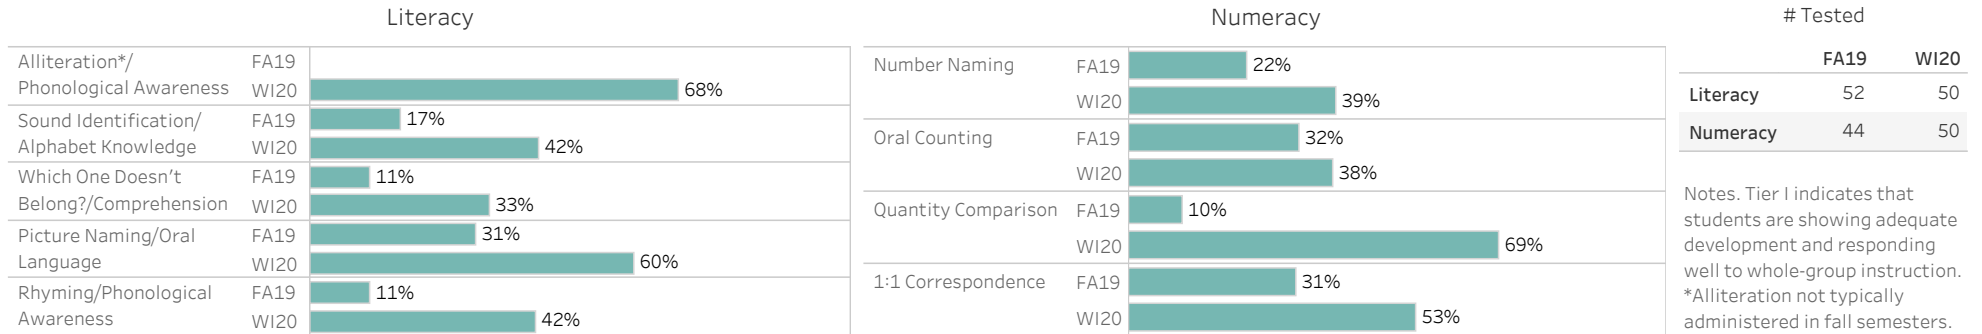 Literacy
Alliteration*/ FA19
Phonological Awareness WI20 68%
Sound Identification/ FA19 17%
Alphabet Knowledge WI20 42%
Which One Doesn't FA19 11%
Belong?/Comprehension WI20 33%
Picture Naming/Oral FA19 31%
Language WI20 60%
Rhyming/Phonological FA19 11%
Awareness WI20 42%
Numeracy
Number Naming FA19 22%
WI20 39%
Oral Counting FA19 32%
WI20 38%
Quantity Comparison FA19 10%
WI20 69%
1:1 Correspondence FA19 31%
WI20 53%
# Tested
FA19 WI20
Literacy 52 50
Numeracy 44 50
Notes. Tier I indicates that
students are showing adequate
development and responding
well to whole-group instruction.
*Alliteration not typically
administered in fall semesters.